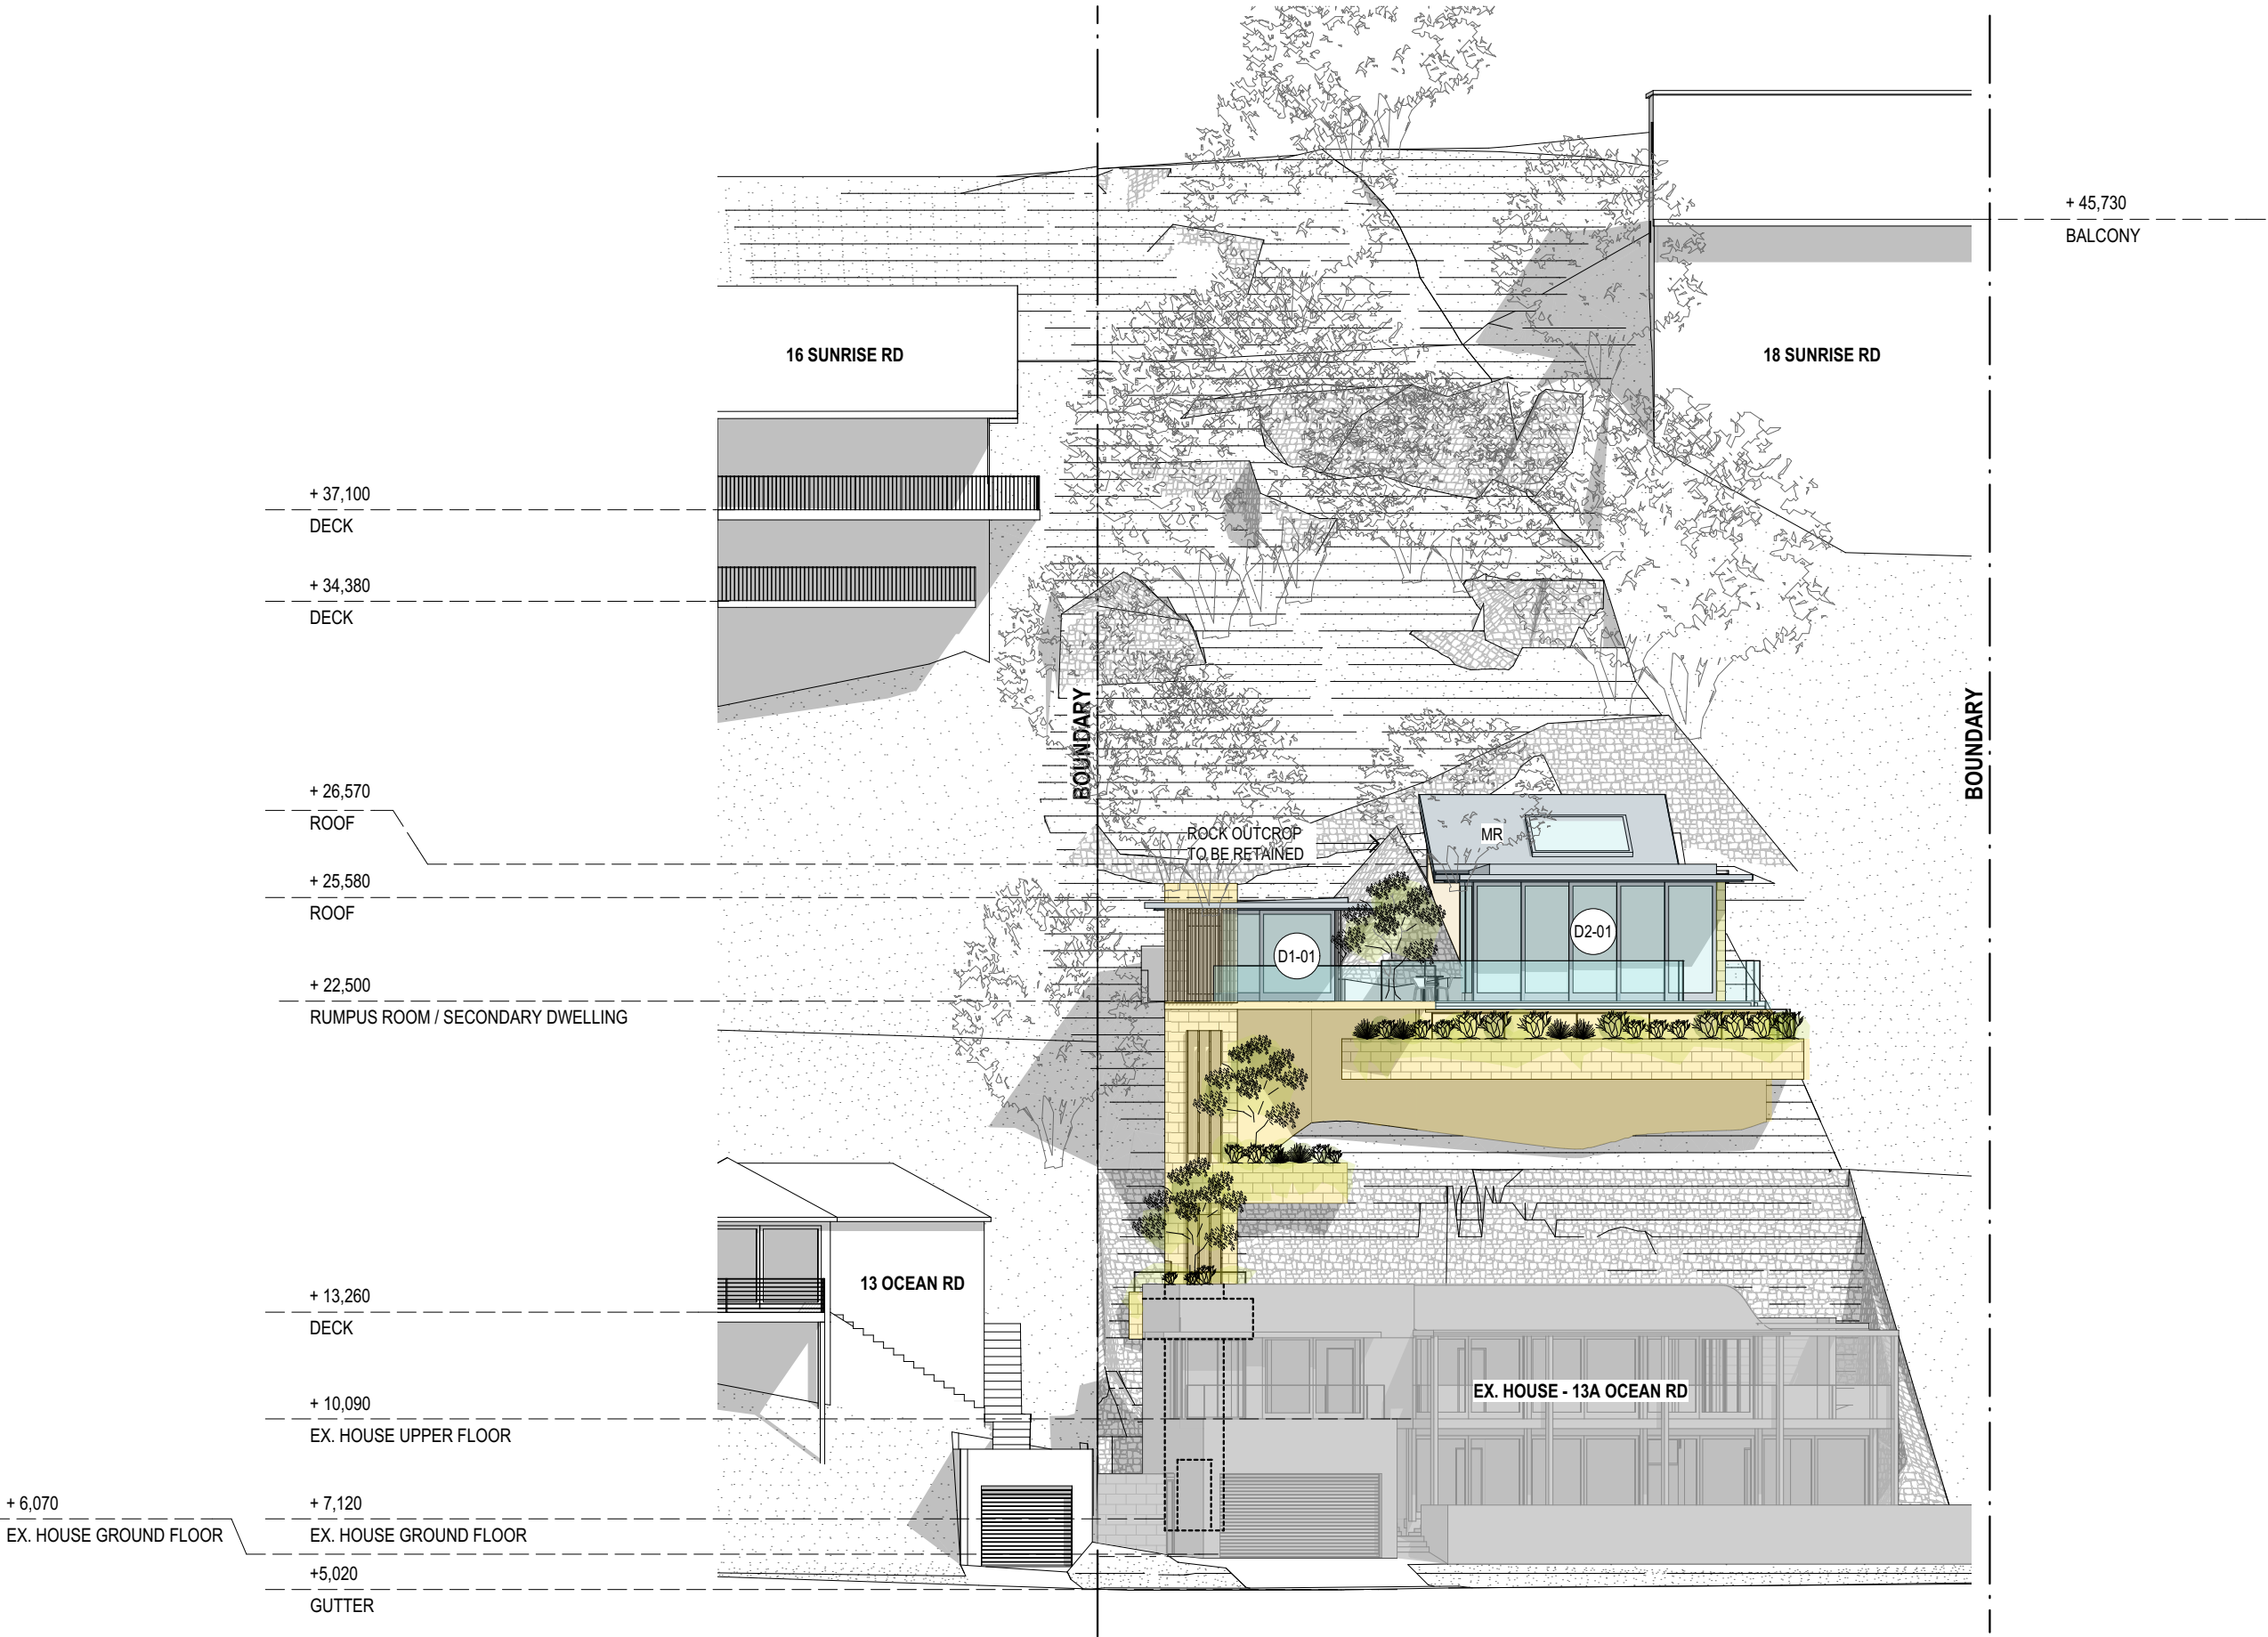 + 45,730
BALCONY
16 SUNRISE RD
18 SUNRISE RD
+ 37,100
DECK
+ 34,380
DECK
BOUNDARY
BOUNDARY
+ 26,570
ROOF
ROCK OUTCROP
TO BE RETAINED
MR
+ 25,580
ROOF
D1-01
D2-01
+ 22,500
RUMPUS ROOM / SECONDARY DWELLING
13 OCEAN RD
+ 13,260
DECK
EX. HOUSE - 13A OCEAN RD
+ 10,090
EX. HOUSE UPPER FLOOR
+ 6,070
EX. HOUSE GROUND FLOOR
+ 7,120
EX. HOUSE GROUND FLOOR
+5,020
GUTTER